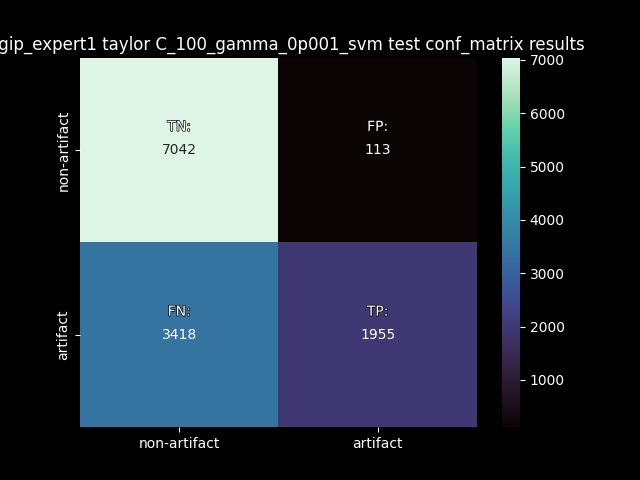 gip_expert1 taylor C_100_gamma_0p001_svm test conf_matrix results
TN:
7042
FP:
113
FN:
3418
TP:
1955
non-artifact
artifact
non-artifact
artifact
7000
6000
5000
4000
3000
2000
1000